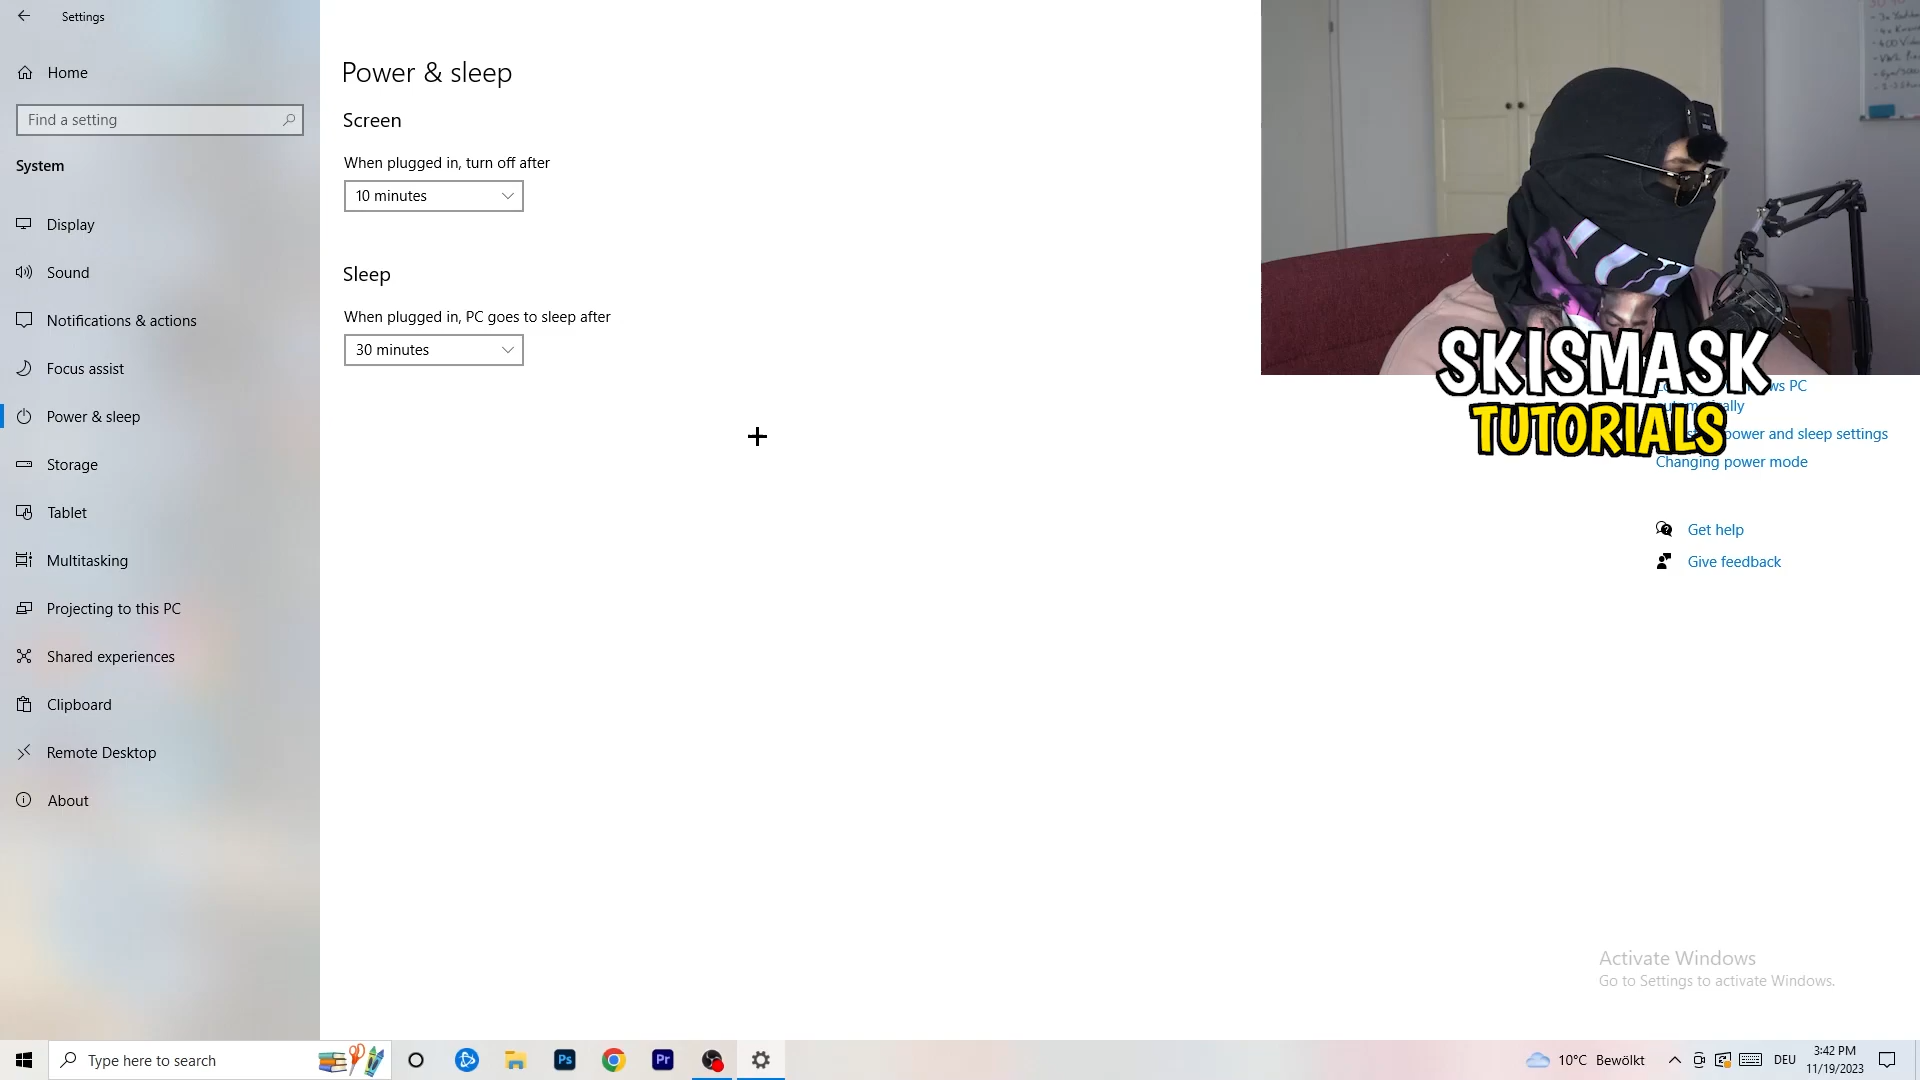 Settings
Home
Find a setting
System
Display
Sound
Notifications & actions
Focus assist
Power & sleep
Storage
Tablet
Multitasking
Projecting to this PC
Shared experiences
Clipboard
Remote Desktop
About
Power & sleep
Screen
When plugged in, turn off after
10 minutes
Sleep
When plugged in, PC goes to sleep after
30 minutes
SKISMASK
TUTORIALS
PC
power and sleep settings
Changing power mode
Get help
Give feedback
Activate Windows
Go to Settings to activate Windows.
Type here to search
Ps
Pr
10°C Bewölkt
DEU
3:42 PM
11/19/2023